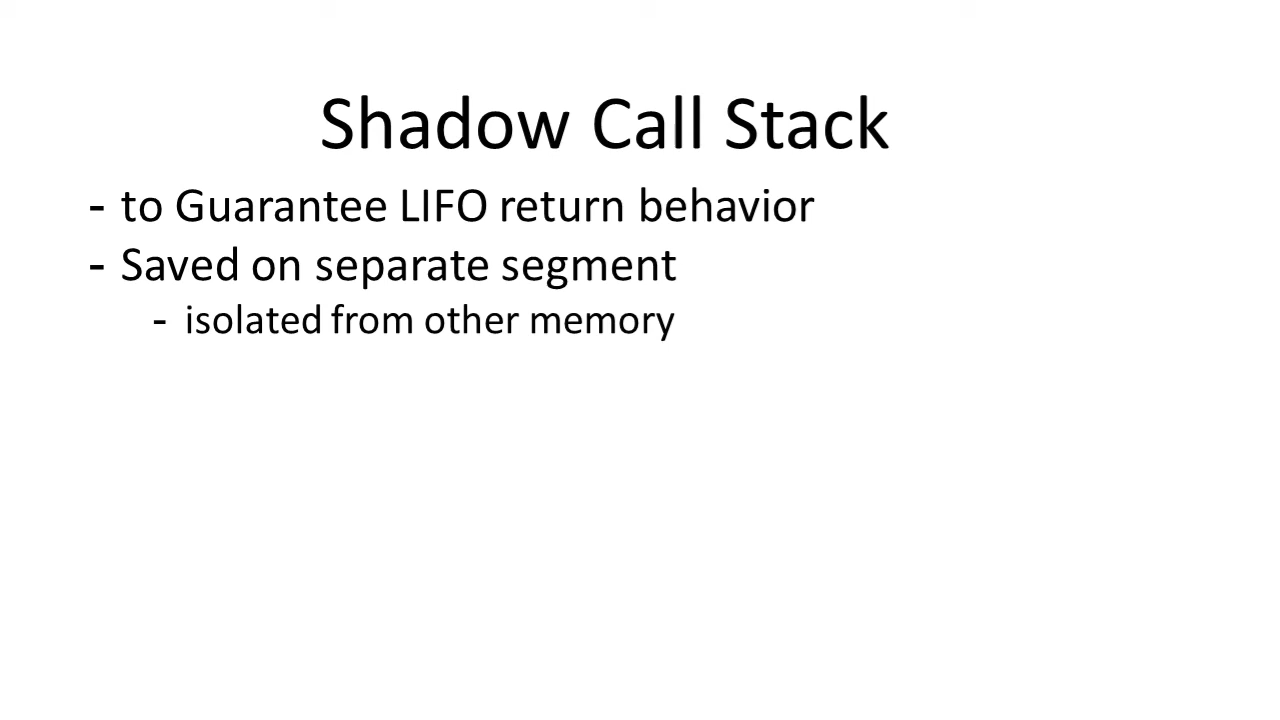 Shadow Call Stack
- to Guarantee LIFO return behavior
- Saved on separate segment
- isolated from other memory